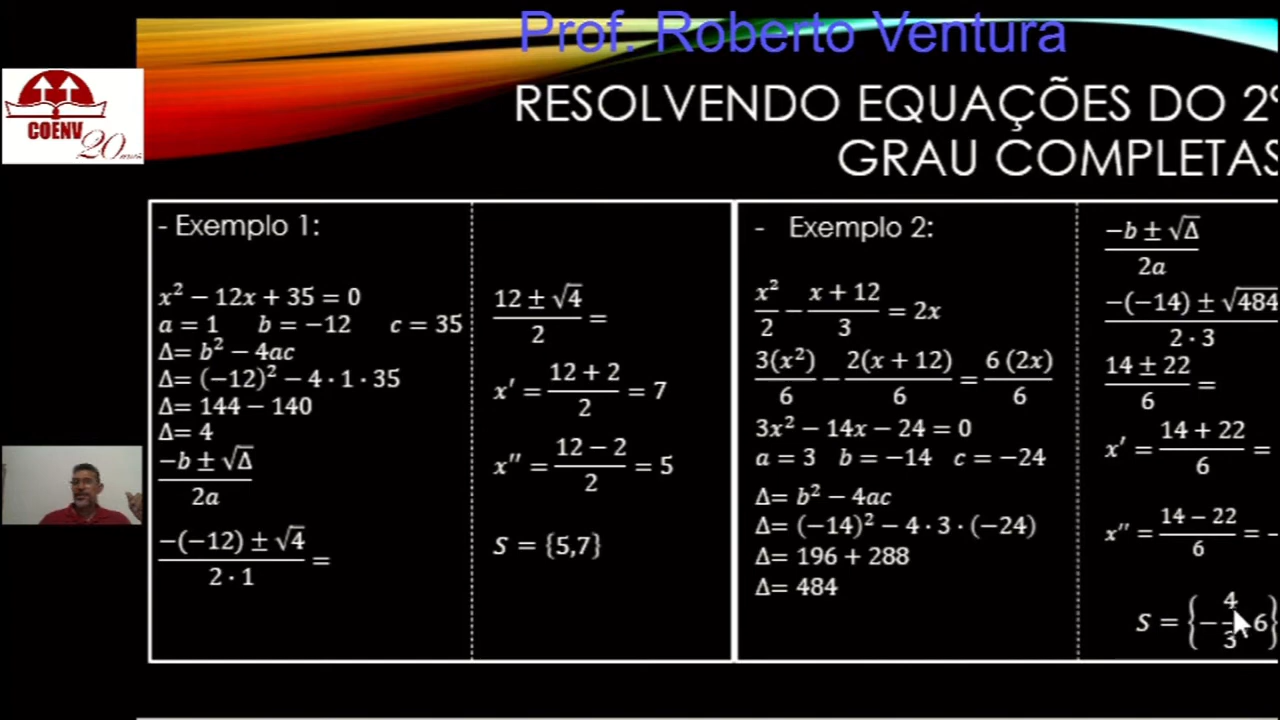 Prof. Roberto Ventura
COENV
20 anos
RESOLVENDO EQUAÇÕES DO 2º
GRAU COMPLETAS
- Exemplo 1:
x² − 12x + 35 = 0
a = 1 b = −12 c = 35
Δ= b² − 4ac
Δ= (−12)² − 4 · 1 · 35
Δ= 144 − 140
Δ= 4
(−b ± √Δ)/2a
(−(−12) ± √4)/(2 · 1) =
(12 ± √4)/2 =
x′ = (12 + 2)/2 = 7
x′′ = (12 − 2)/2 = 5
S = {5,7}
- Exemplo 2:
x²/2 − (x + 12)/3 = 2x
3(x²)/6 − 2(x + 12)/6 = 6 (2x)/6
3x² − 14x − 24 = 0
a = 3 b = −14 c = −24
Δ= b² − 4ac
Δ= (−14)² − 4 · 3 · (−24)
Δ= 196 + 288
Δ= 484
(−b ± √Δ)/2a
(−(−14) ± √484)/(2 · 3)
(14 ± 22)/6 =
x′ = (14 + 22)/6 =
x′′ = (14 − 22)/6 = −
S = {−4/3, 6}